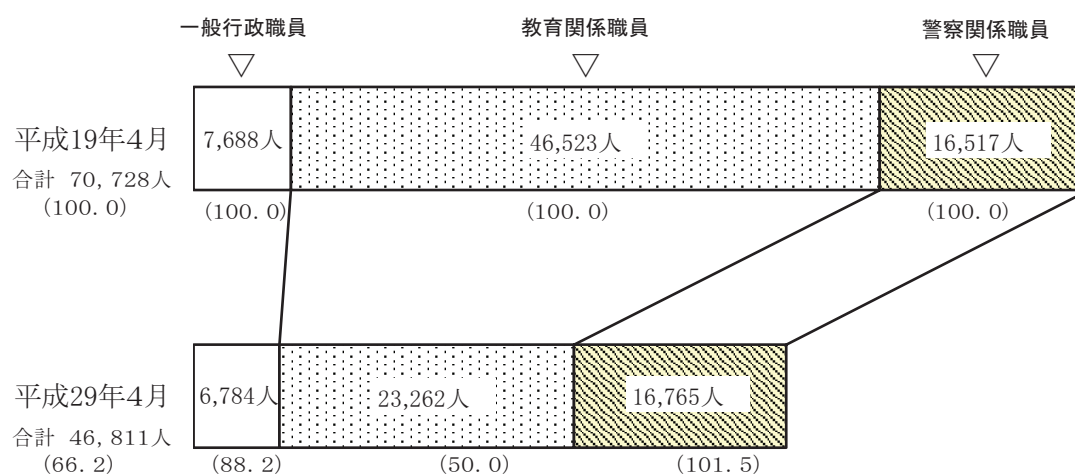 一般行政職員 教育関係職員 警察関係職員
▽ ▽ ▽
平成19年4月 7,688人 46,523人 16,517人
合計 70,728人
(100.0) (100.0) (100.0) (100.0)
平成29年4月 6,784人 23,262人 16,765人
合計 46,811人
(66.2) (88.2) (50.0) (101.5)